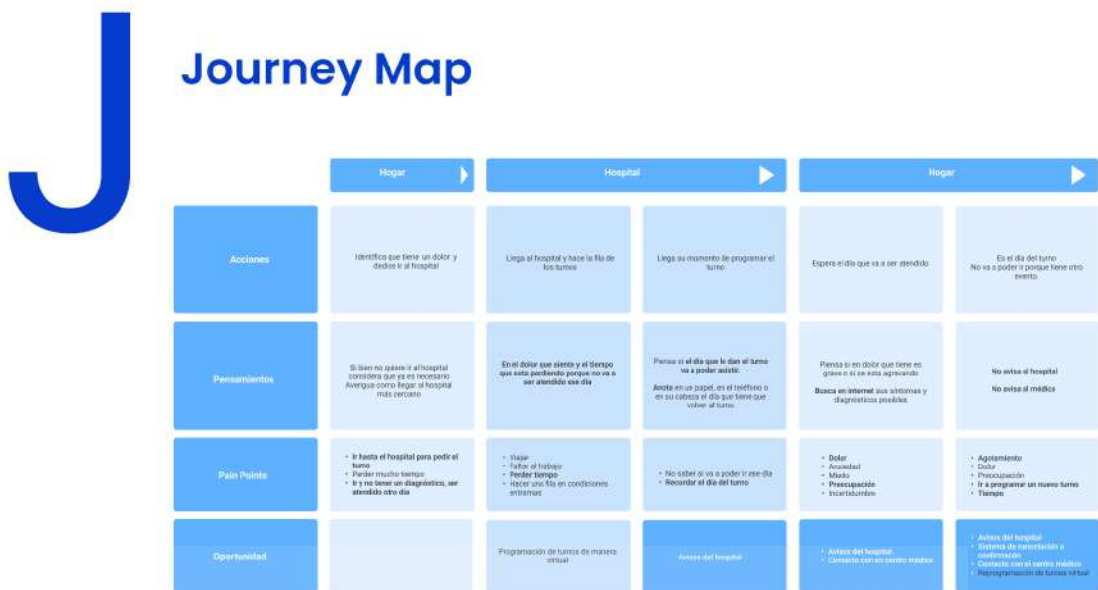 J
Journey Map
Hogar
Hospital
Hogar
Acciones
Identifica que tiene un dolor y
decide ir al hospital
Llega al hospital y hace la fila de
los turnos
Llega su momento de programar el
turno
Espera el día que va a ser atendido
Es el día del turno
No va a poder ir porque tiene otro
evento
Pensamientos
Si bien no quiere ir al hospital
considera que ya es necesario
Averigua como llegar al hospital
más cercano
En el dolor que siente y el tiempo
que esta perdiendo porque no va a
ser atendido ese día
Piensa si el día que le dan el turno
va a poder asistir.
Anota en un papel, en el teléfono o
en su cabeza el día que tiene que
volver al turno
Piensa si en dolor que tiene es
grave o si se esta agravando
Busca en internet sus síntomas y
diagnósticos posibles
No avisa al hospital
No avisa al médico
Pain Points
• Ir hasta el hospital para pedir el
turno
• Perder mucho tiempo
• Ir y no tener un diagnóstico, ser
atendido otro día
• Viajar
• Faltar al trabajo
• Perder tiempo
• Hacer una fila en condiciones
extremas
• No saber si va a poder ir ese día
• Recordar el día del turno
• Dolor
• Ansiedad
• Miedo
• Preocupación
• Incertidumbre
• Agotamiento
• Dolor
• Preocupación
• Ir a programar un nuevo turno
• Tiempo
Oportunidad
Programación de turnos de manera
virtual
Avisos del hospital
• Avisos del hospital
• Contacto con en centro médico
• Avisos del hospital
• Sistema de cancelación o
confirmación
• Contacto con el centro médico
• Reprogramación de turnos virtual